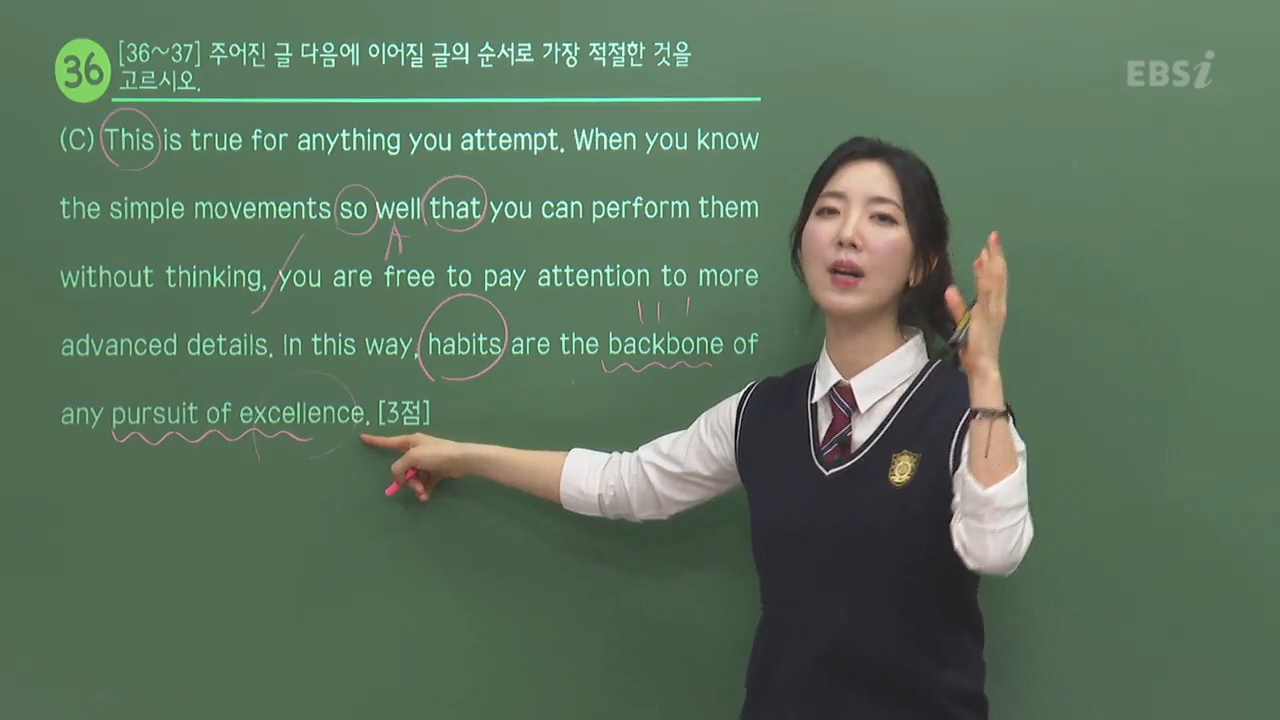 36
[36~37] 주어진 글 다음에 이어질 글의 순서로 가장 적절한 것을
고르시오.
EBSi
(C) This is true for anything you attempt. When you know
the simple movements so well that you can perform them
without thinking, you are free to pay attention to more
advanced details. In this way, habits are the backbone of
any pursuit of excellence. [3점]